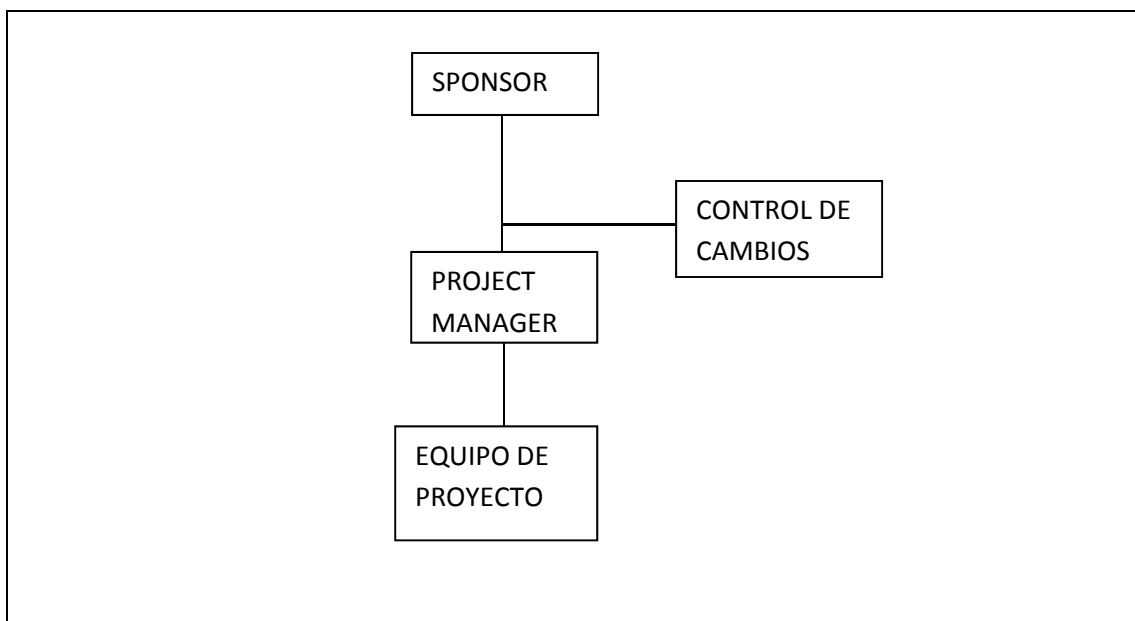 SPONSOR
CONTROL DE
CAMBIOS
PROJECT
MANAGER
EQUIPO DE
PROYECTO